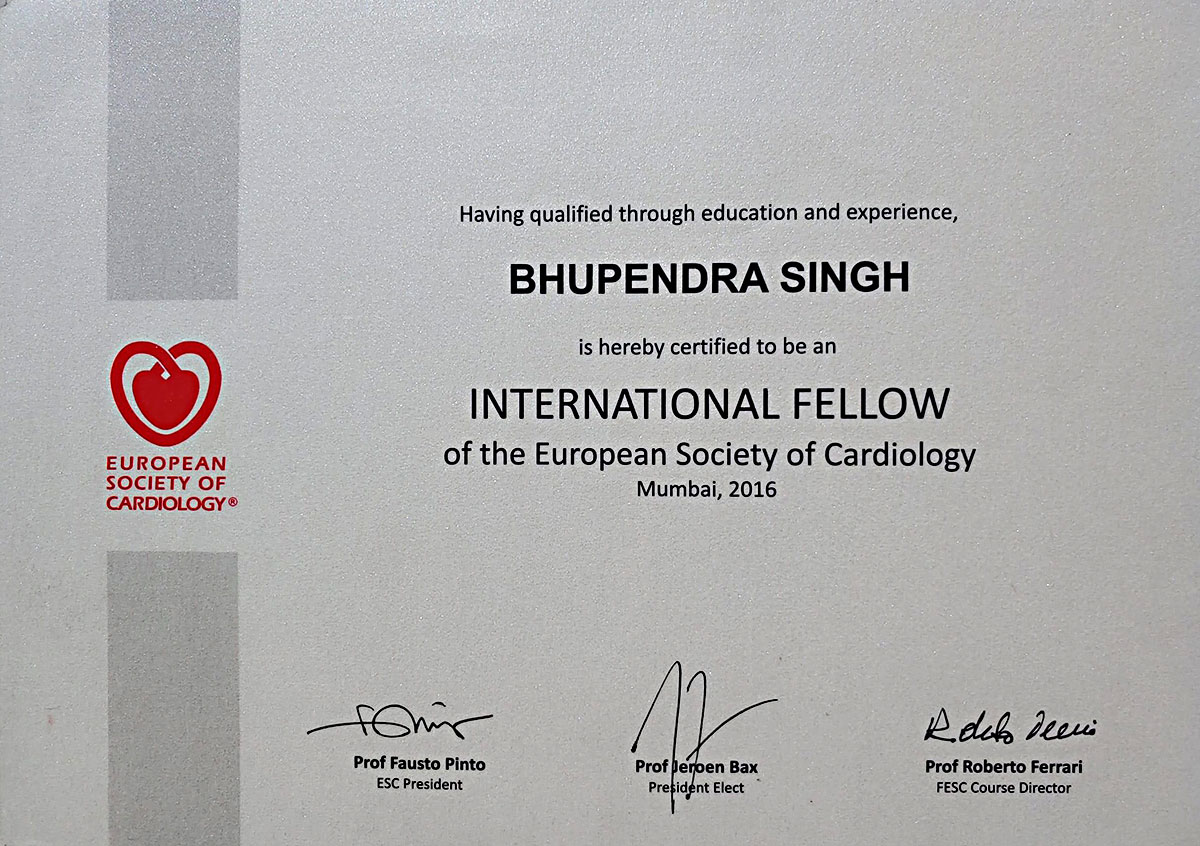 Having qualified through education and experience,
BHUPENDRA SINGH
is hereby certified to be an
INTERNATIONAL FELLOW
of the European Society of Cardiology
Mumbai, 2016
EUROPEAN
SOCIETY OF
CARDIOLOGY®
Prof Fausto Pinto
ESC President
Prof Jeroen Bax
President Elect
Roberto Ferrari
Prof Roberto Ferrari
FESC Course Director